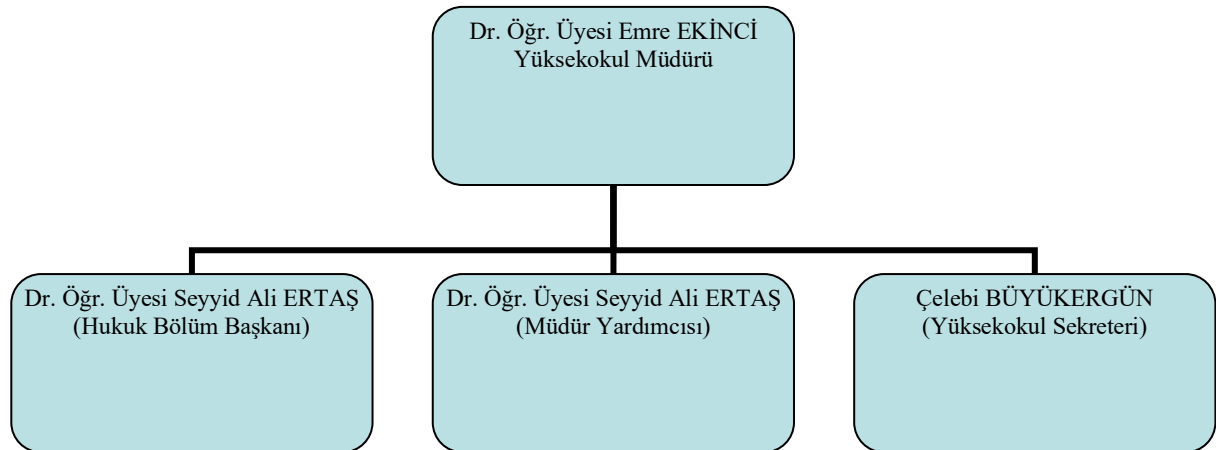 Dr. Öğr. Üyesi Emre EKİNCİ
Yüksekokul Müdürü
Dr. Öğr. Üyesi Seyyid Ali ERTAŞ
(Hukuk Bölüm Başkanı)
Dr. Öğr. Üyesi Seyyid Ali ERTAŞ
(Müdür Yardımcısı)
Çelebi BÜYÜKERGÜN
(Yüksekokul Sekreteri)